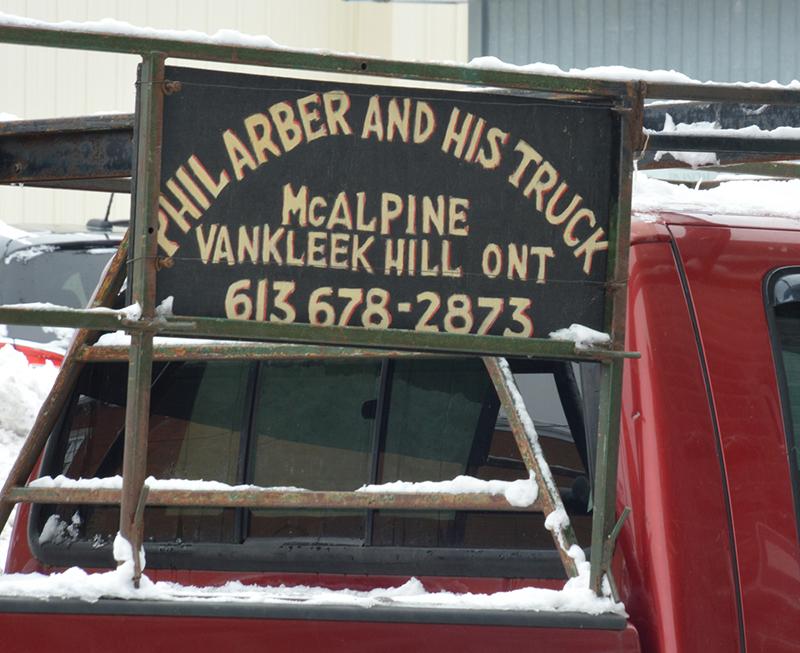 PHIL ARBER AND HIS TRUCK
McALPINE
VANKLEEK HILL ONT
613 678-2873